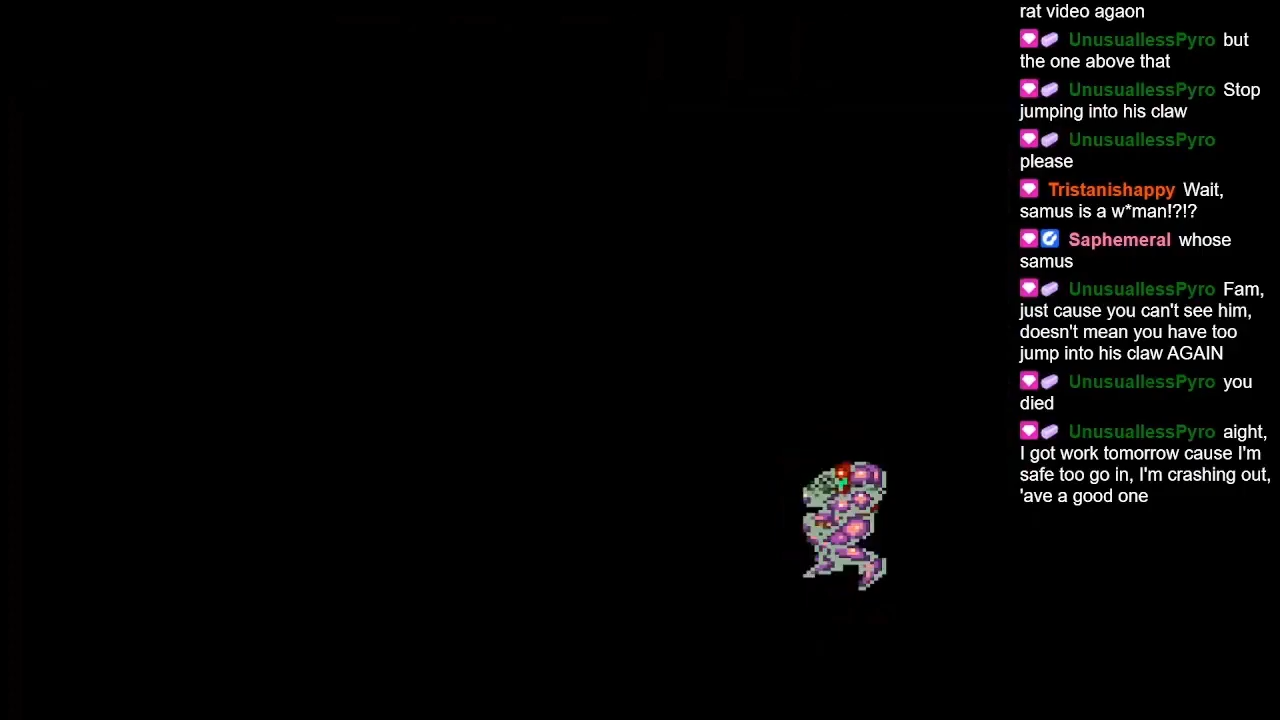 rat video agaon
UnusuallessPyro but
the one above that
UnusuallessPyro Stop
jumping into his claw
UnusuallessPyro
please
Tristanishappy Wait,
samus is a w*man!?!?
Saphemeral whose
samus
UnusuallessPyro Fam,
just cause you can't see him,
doesn't mean you have too
jump into his claw AGAIN
UnusuallessPyro you
died
UnusuallessPyro aight,
I got work tomorrow cause I'm
safe too go in, I'm crashing out,
'ave a good one